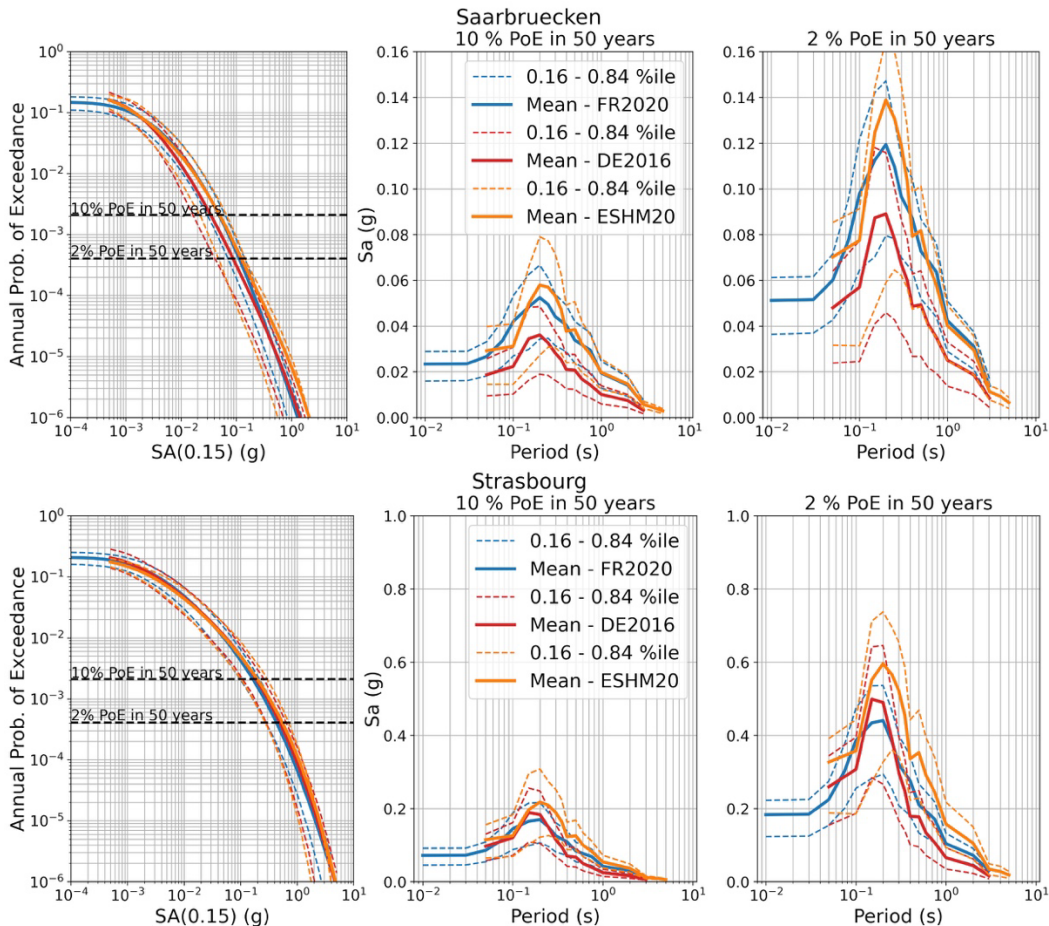 Saarbruecken
10 % PoE in 50 years
2 % PoE in 50 years
Annual Prob. of Exceedance
10⁰
10⁻¹
10⁻²
10⁻³
10⁻⁴
10⁻⁵
10⁻⁶
10% PoE in 50 years
2% PoE in 50 years
10⁻⁴
10⁻³
10⁻²
10⁻¹
10⁰
10¹
SA(0.15) (g)
Sa (g)
0.16
0.14
0.12
0.10
0.08
0.06
0.04
0.02
0.00
0.16 - 0.84 %ile
Mean - FR2020
0.16 - 0.84 %ile
Mean - DE2016
0.16 - 0.84 %ile
Mean - ESHM20
10⁻²
10⁻¹
10⁰
10¹
Period (s)
0.16
0.14
0.12
0.10
0.08
0.06
0.04
0.02
0.00
10⁻²
10⁻¹
10⁰
10¹
Period (s)
Strasbourg
10 % PoE in 50 years
2 % PoE in 50 years
Annual Prob. of Exceedance
10⁰
10⁻¹
10⁻²
10⁻³
10⁻⁴
10⁻⁵
10⁻⁶
10% PoE in 50 years
2% PoE in 50 years
10⁻⁴
10⁻³
10⁻²
10⁻¹
10⁰
10¹
SA(0.15) (g)
Sa (g)
1.0
0.8
0.6
0.4
0.2
0.0
0.16 - 0.84 %ile
Mean - FR2020
0.16 - 0.84 %ile
Mean - DE2016
0.16 - 0.84 %ile
Mean - ESHM20
10⁻²
10⁻¹
10⁰
10¹
Period (s)
1.0
0.8
0.6
0.4
0.2
0.0
10⁻²
10⁻¹
10⁰
10¹
Period (s)